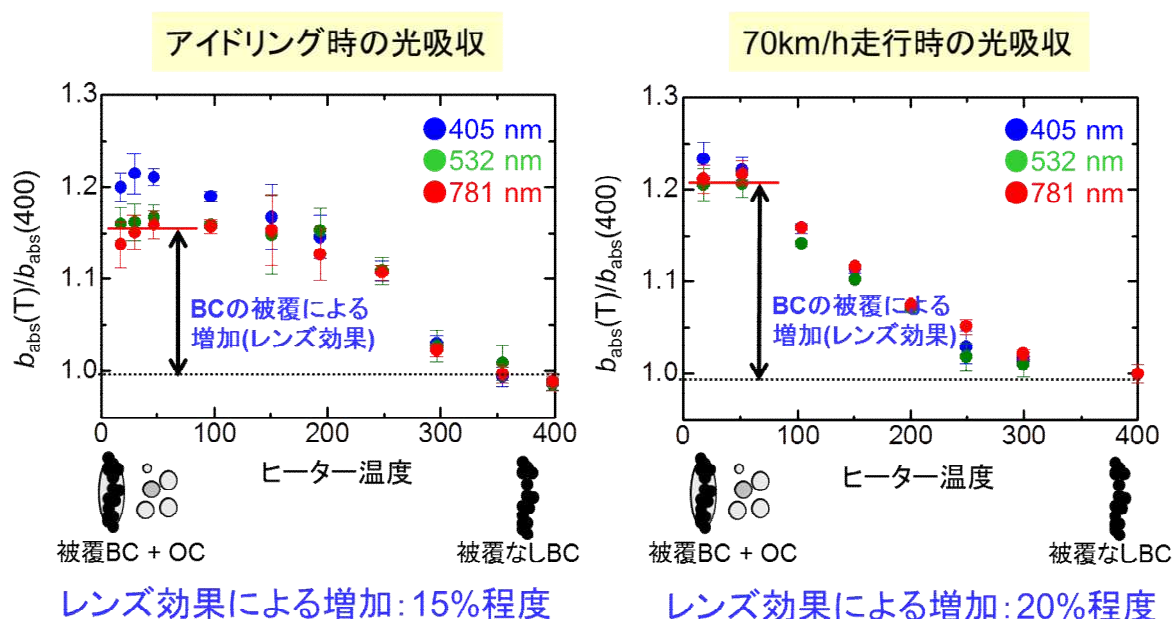 アイドリング時の光吸収
405 nm
532 nm
781 nm
babs(T)/babs(400)
1.3
1.2
1.1
1.0
BCの被覆による
増加(レンズ効果)
0
100
200
300
400
ヒーター温度
被覆BC + OC
被覆なしBC
レンズ効果による増加：15%程度
70km/h走行時の光吸収
405 nm
532 nm
781 nm
babs(T)/babs(400)
1.3
1.2
1.1
1.0
BCの被覆による
増加(レンズ効果)
0
100
200
300
400
ヒーター温度
被覆BC + OC
被覆なしBC
レンズ効果による増加：20%程度